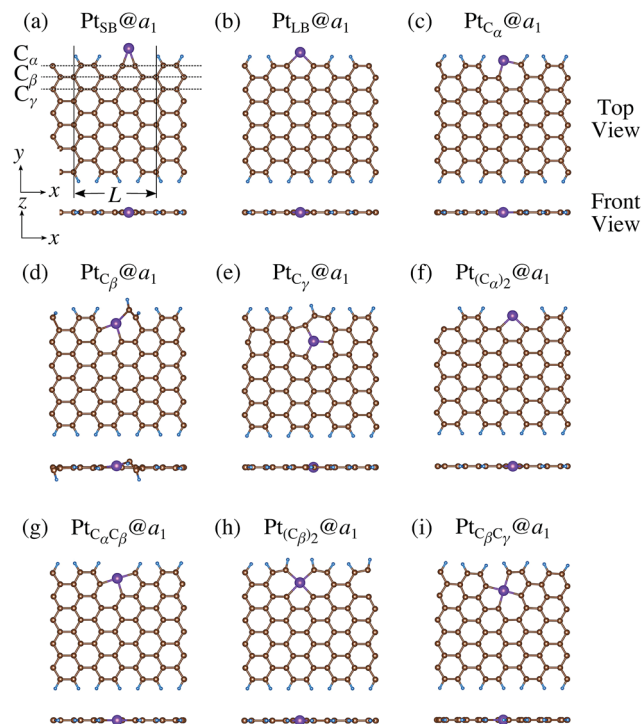 (a) Pt_SB@a_1 (b) Pt_LB@a_1 (c) Pt_Cα@a_1
C_α
C_β
C_γ
Top
View
y
x
L
z
x
Front
View
(d) Pt_Cβ@a_1 (e) Pt_Cγ@a_1 (f) Pt_(Cα)2@a_1
(g) Pt_CαCβ@a_1 (h) Pt_(Cβ)2@a_1 (i) Pt_CβCγ@a_1